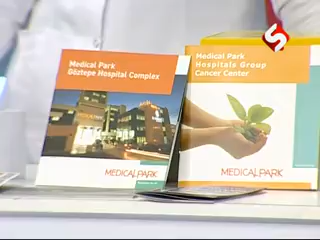 Medical Park
Göztepe Hospital Complex
MEDICALPARK
Medical Park
Hospitals Group
Cancer Center
MEDICALPARK